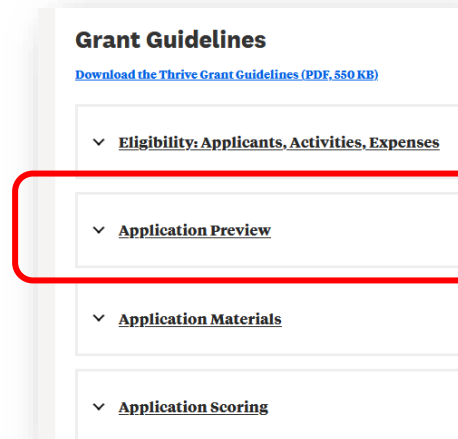 Grant Guidelines
Download the Thrive Grant Guidelines (PDF, 550 KB)
Eligibility: Applicants, Activities, Expenses
Application Preview
Application Materials
Application Scoring